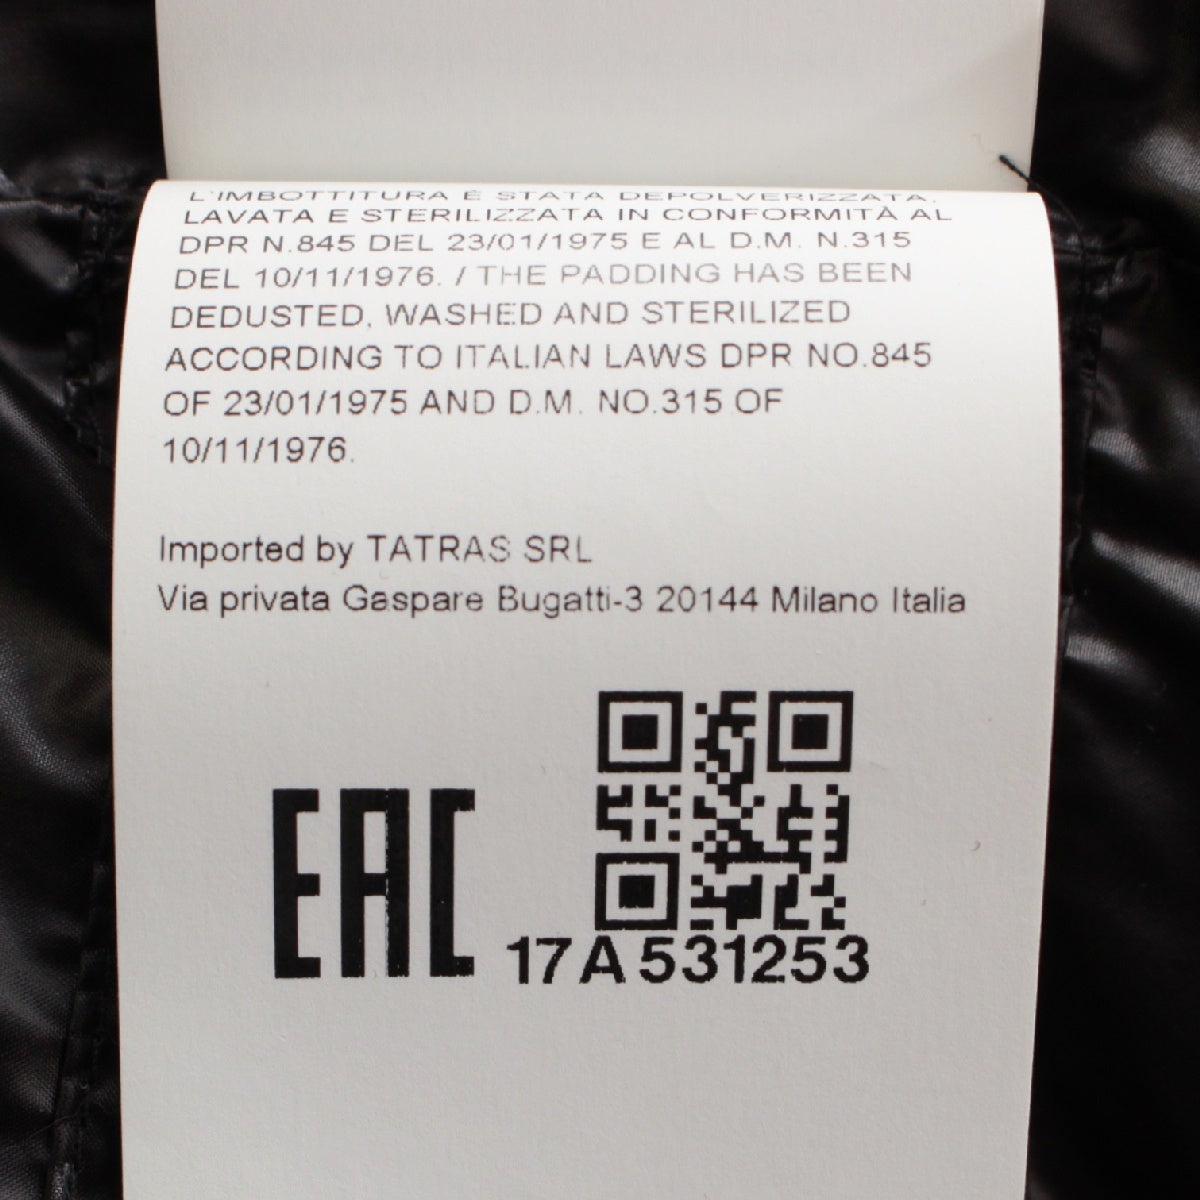 L'IMBOTTITURA È STATA DEPOLVERIZZATA,
LAVATA E STERILIZZATA IN CONFORMITÀ AL
DPR N.845 DEL 23/01/1975 E AL D.M. N.315
DEL 10/11/1976. / THE PADDING HAS BEEN
DEDUSTED, WASHED AND STERILIZED
ACCORDING TO ITALIAN LAWS DPR NO.845
OF 23/01/1975 AND D.M. NO.315 OF
10/11/1976.
Imported by TATRAS SRL
Via privata Gaspare Bugatti-3 20144 Milano Italia
EAC
17A531253